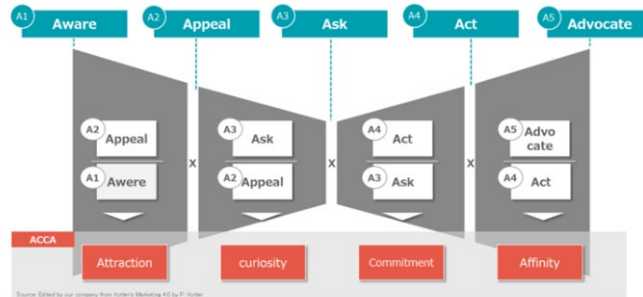 A1 Aware
A2 Appeal
A3 Ask
A4 Act
A5 Advocate
A2 Appeal
A1 Awere
X
A3 Ask
A2 Appeal
X
A4 Act
A3 Ask
X
A5 Advo
cate
A4 Act
ACCA
Attraction
curiosity
Commitment
Affinity
Source: Edited by our company from Kotler's Marketing 4.0 by P. Kotler